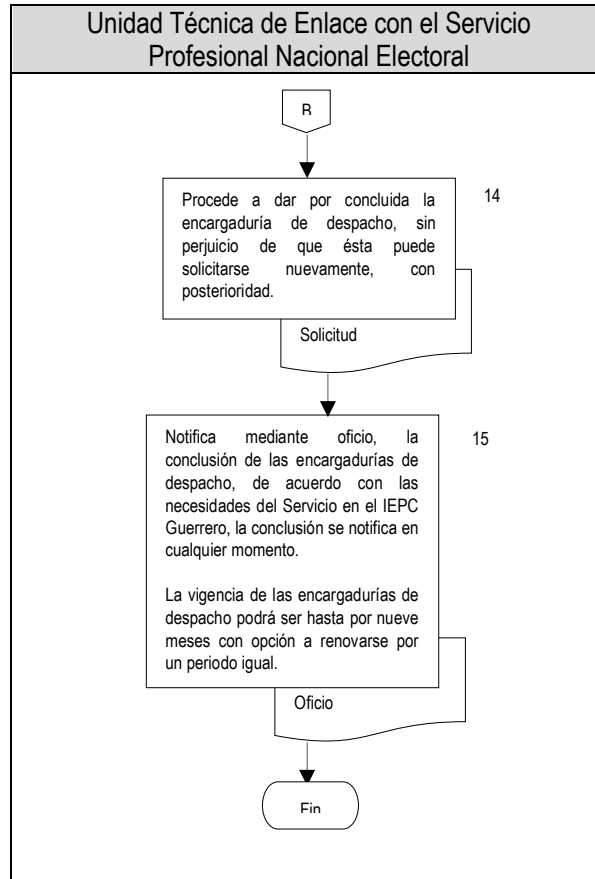 Unidad Técnica de Enlace con el Servicio
Profesional Nacional Electoral
B
Procede a dar por concluida la
encargaduría de despacho, sin
perjuicio de que ésta puede
solicitarse nuevamente, con
posterioridad.
14
Solicitud
Notifica mediante oficio, la
conclusión de las encargadurías de
despacho, de acuerdo con las
necesidades del Servicio en el IEPC
Guerrero, la conclusión se notifica en
cualquier momento.
15
La vigencia de las encargadurías de
despacho podrá ser hasta por nueve
meses con opción a renovarse por
un periodo igual.
Oficio
Fin